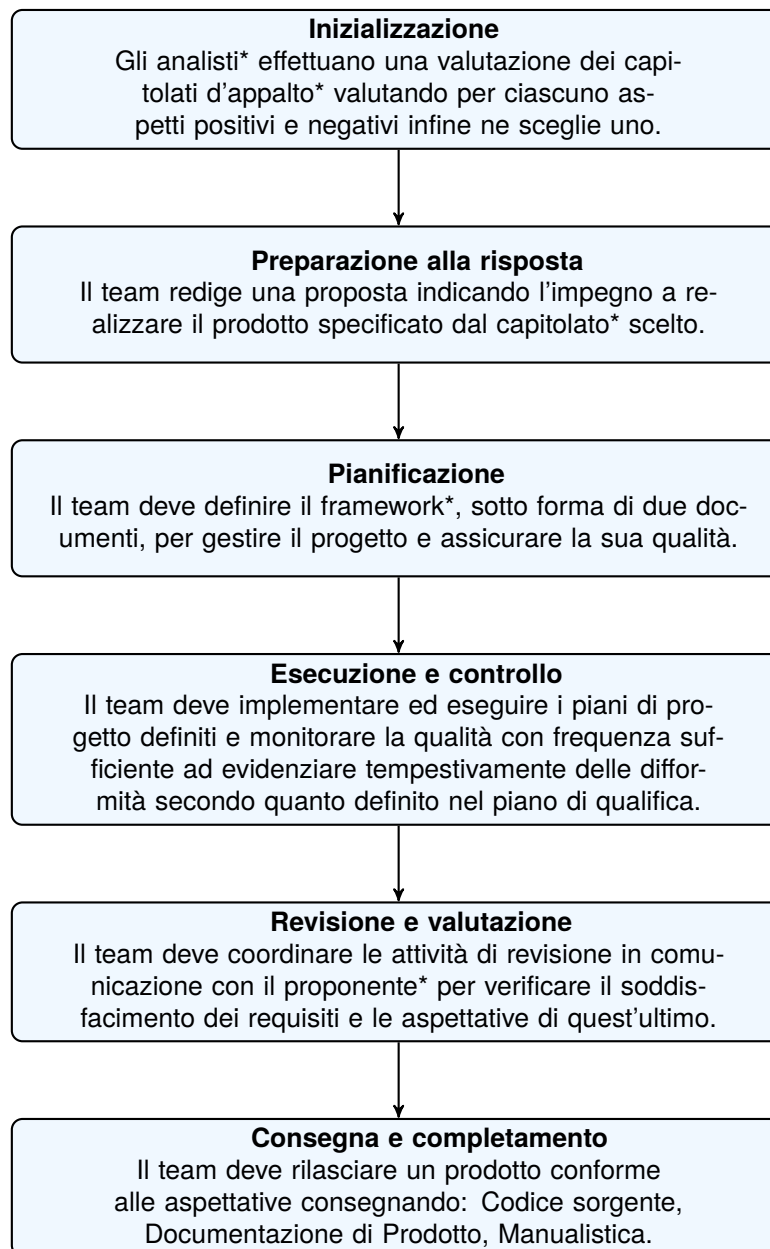 Inizializzazione
Gli analisti* effettuano una valutazione dei capi-
tolati d'appalto* valutando per ciascuno as-
petti positivi e negativi infine ne sceglie uno.
Preparazione alla risposta
Il team redige una proposta indicando l'impegno a re-
alizzare il prodotto specificato dal capitolato* scelto.
Pianificazione
Il team deve definire il framework*, sotto forma di due doc-
umenti, per gestire il progetto e assicurare la sua qualità.
Esecuzione e controllo
Il team deve implementare ed eseguire i piani di pro-
getto definiti e monitorare la qualità con frequenza suf-
ficiente ad evidenziare tempestivamente delle diffor-
mità secondo quanto definito nel piano di qualifica.
Revisione e valutazione
Il team deve coordinare le attività di revisione in comu-
nicazione con il proponente* per verificare il soddis-
facimento dei requisiti e le aspettative di quest'ultimo.
Consegna e completamento
Il team deve rilasciare un prodotto conforme
alle aspettative consegnando: Codice sorgente,
Documentazione di Prodotto, Manualistica.